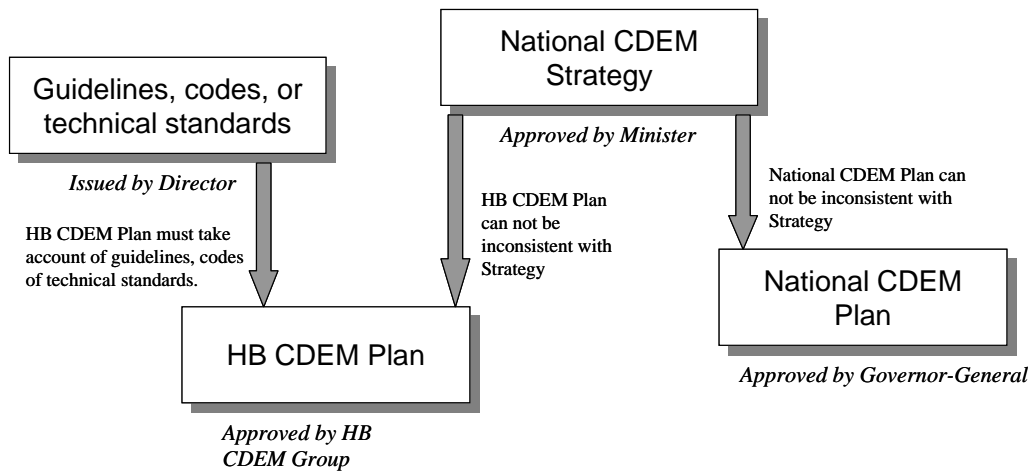 National CDEM
Strategy
Guidelines, codes, or
technical standards
Approved by Minister
Issued by Director
HB CDEM Plan must take
account of guidelines, codes
of technical standards.
HB CDEM Plan
can not be
inconsistent with
Strategy
National CDEM Plan can
not be inconsistent with
Strategy
National CDEM
Plan
HB CDEM Plan
Approved by Governor-General
Approved by HB
CDEM Group